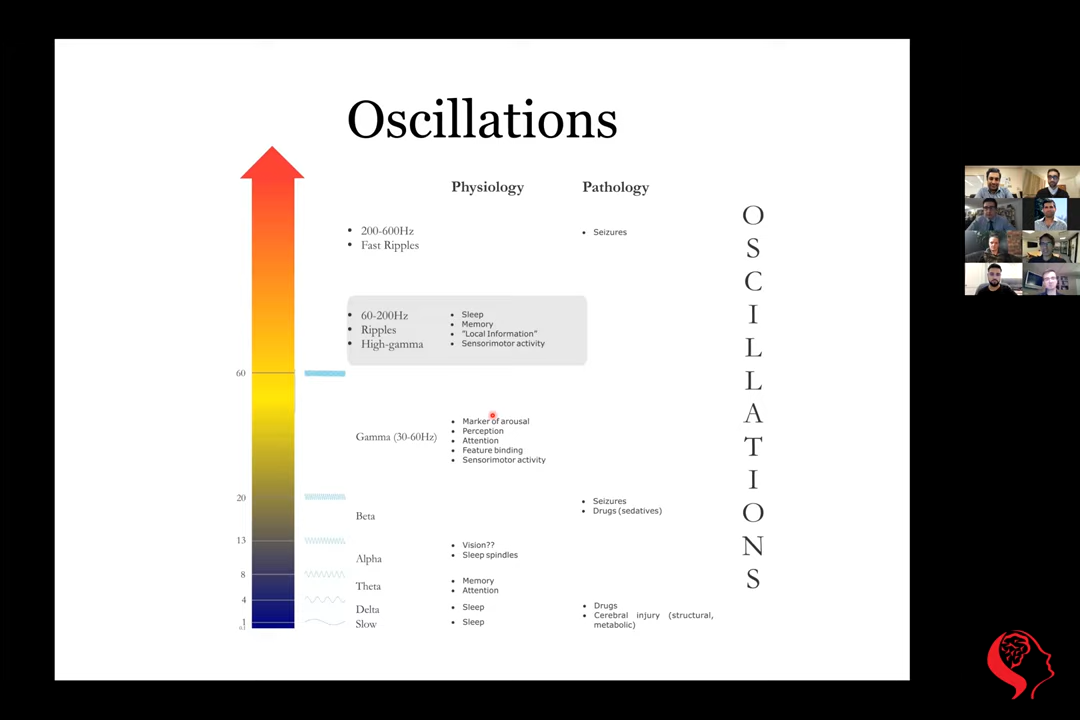 Oscillations
Physiology
Pathology
• 200-600Hz
• Fast Ripples
• Seizures
• 60-200Hz
• Ripples
• High-gamma
• Sleep
• Memory
• "Local Information"
• Sensorimotor activity
60
Gamma (30-60Hz)
• Marker of arousal
• Perception
• Attention
• Feature binding
• Sensorimotor activity
20
Beta
• Seizures
• Drugs (sedatives)
13
Alpha
• Vision??
• Sleep spindles
8
Theta
• Memory
• Attention
4
Delta
• Sleep
• Drugs
• Cerebral injury (structural,
metabolic)
1
Slow
• Sleep
O
S
C
I
L
L
A
T
I
O
N
S